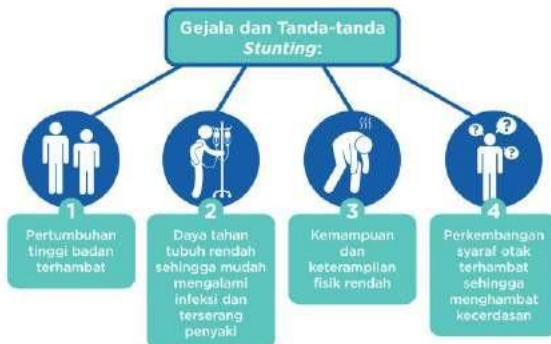 Gejala dan Tanda-tanda
Stunting:
1
Pertumbuhan
tinggi badan
terhambat
2
Daya tahan
tubuh rendah
sehingga mudah
mengalami
infeksi dan
terserang
penyaki
3
Kemampuan
dan
keterampilan
fisik rendah
? ? ?
4
Perkembangan
syaraf otak
terhambat
sehingga
menghambat
kecerdasan